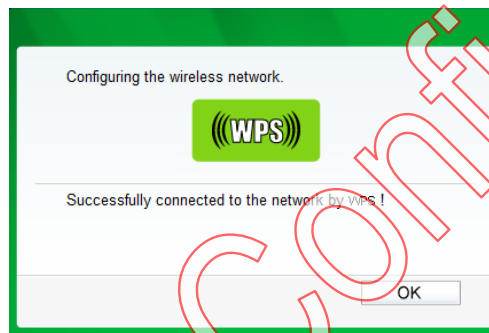 Configuring the wireless network.
(((WPS)))
Successfully connected to the network by WPS !
OK
Confi